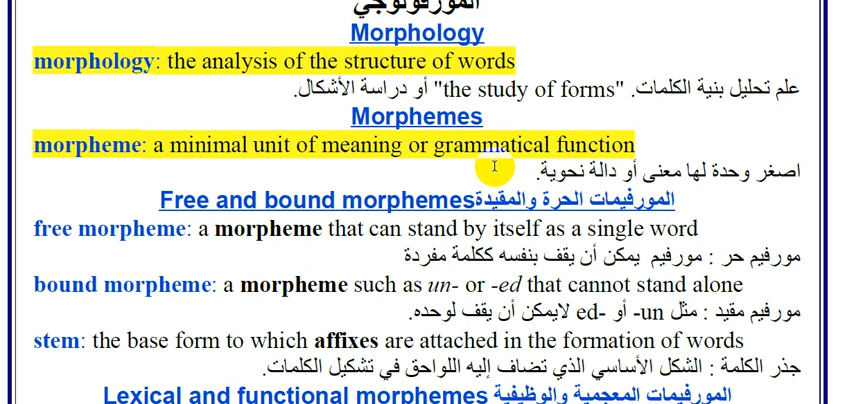 المورفولوجي
Morphology
morphology: the analysis of the structure of words
علم تحليل بنية الكلمات. "the study of forms" أو دراسة الأشكال.
Morphemes
morpheme: a minimal unit of meaning or grammatical function
اصغر وحدة لها معنى أو دالة نحوية.
Free and bound morphemes المورفيمات الحرة والمقيدة
free morpheme: a morpheme that can stand by itself as a single word
مورفيم حر : مورفيم يمكن أن يقف بنفسه ككلمة مفردة
bound morpheme: a morpheme such as un- or -ed that cannot stand alone
مورفيم مقيد : مثل un- أو -ed لايمكن أن يقف لوحده.
stem: the base form to which affixes are attached in the formation of words
جذر الكلمة : الشكل الأساسي الذي تضاف إليه اللواحق في تشكيل الكلمات.
Lexical and functional morphemes المورفيمات المعجمية والوظيفية